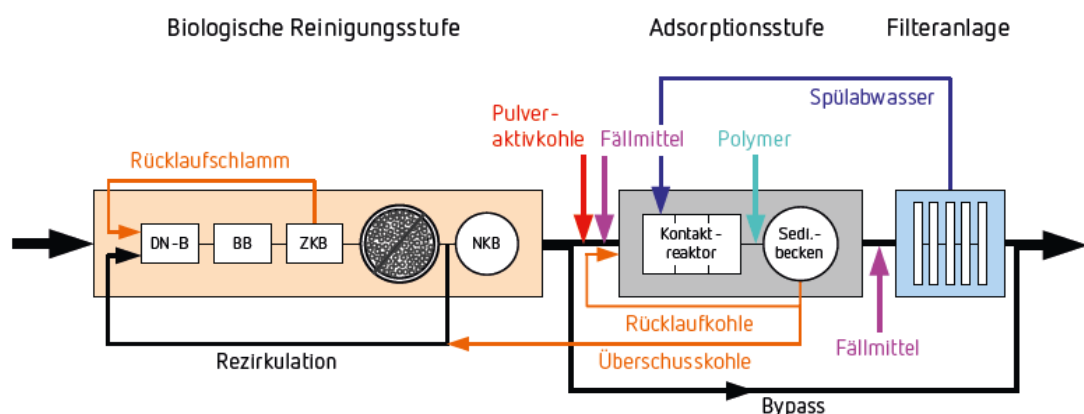 Biologische Reinigungsstufe
Adsorptionsstufe
Filteranlage
Spülabwasser
Pulver-
aktivkohle
Fällmittel
Polymer
Rücklaufschlamm
DN-B
BB
ZKB
NKB
Kontakt-
reaktor
Sedi.-
becken
Rücklaufkohle
Rezirkulation
Überschusskohle
Fällmittel
Bypass